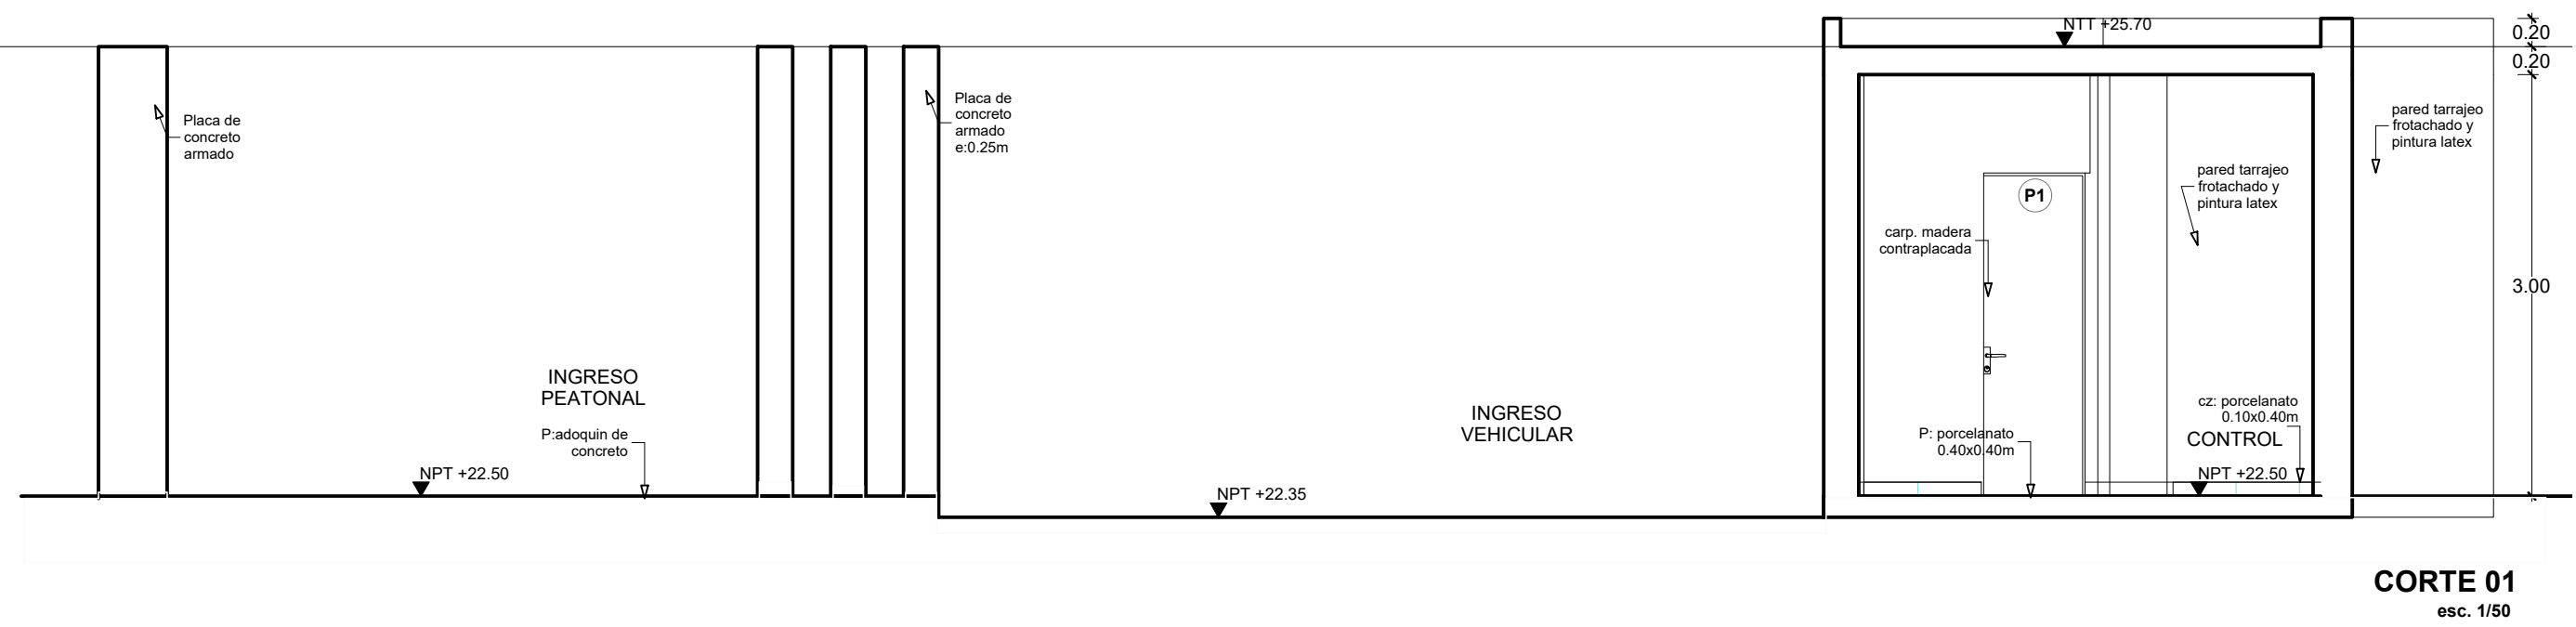 NTT +25.70
0.20
0.20
3.00
Placa de
concreto
armado
Placa de
concreto
armado
e:0.25m
pared tarrajeo
frotachado y
pintura latex
pared tarrajeo
frotachado y
pintura latex
P1
carp. madera
contraplacada
INGRESO
PEATONAL
P:adoquin de
concreto
NPT +22.50
INGRESO
VEHICULAR
NPT +22.35
P: porcelanato
0.40x0.40m
cz: porcelanato
0.10x0.40m
CONTROL
NPT +22.50
CORTE 01
esc. 1/50